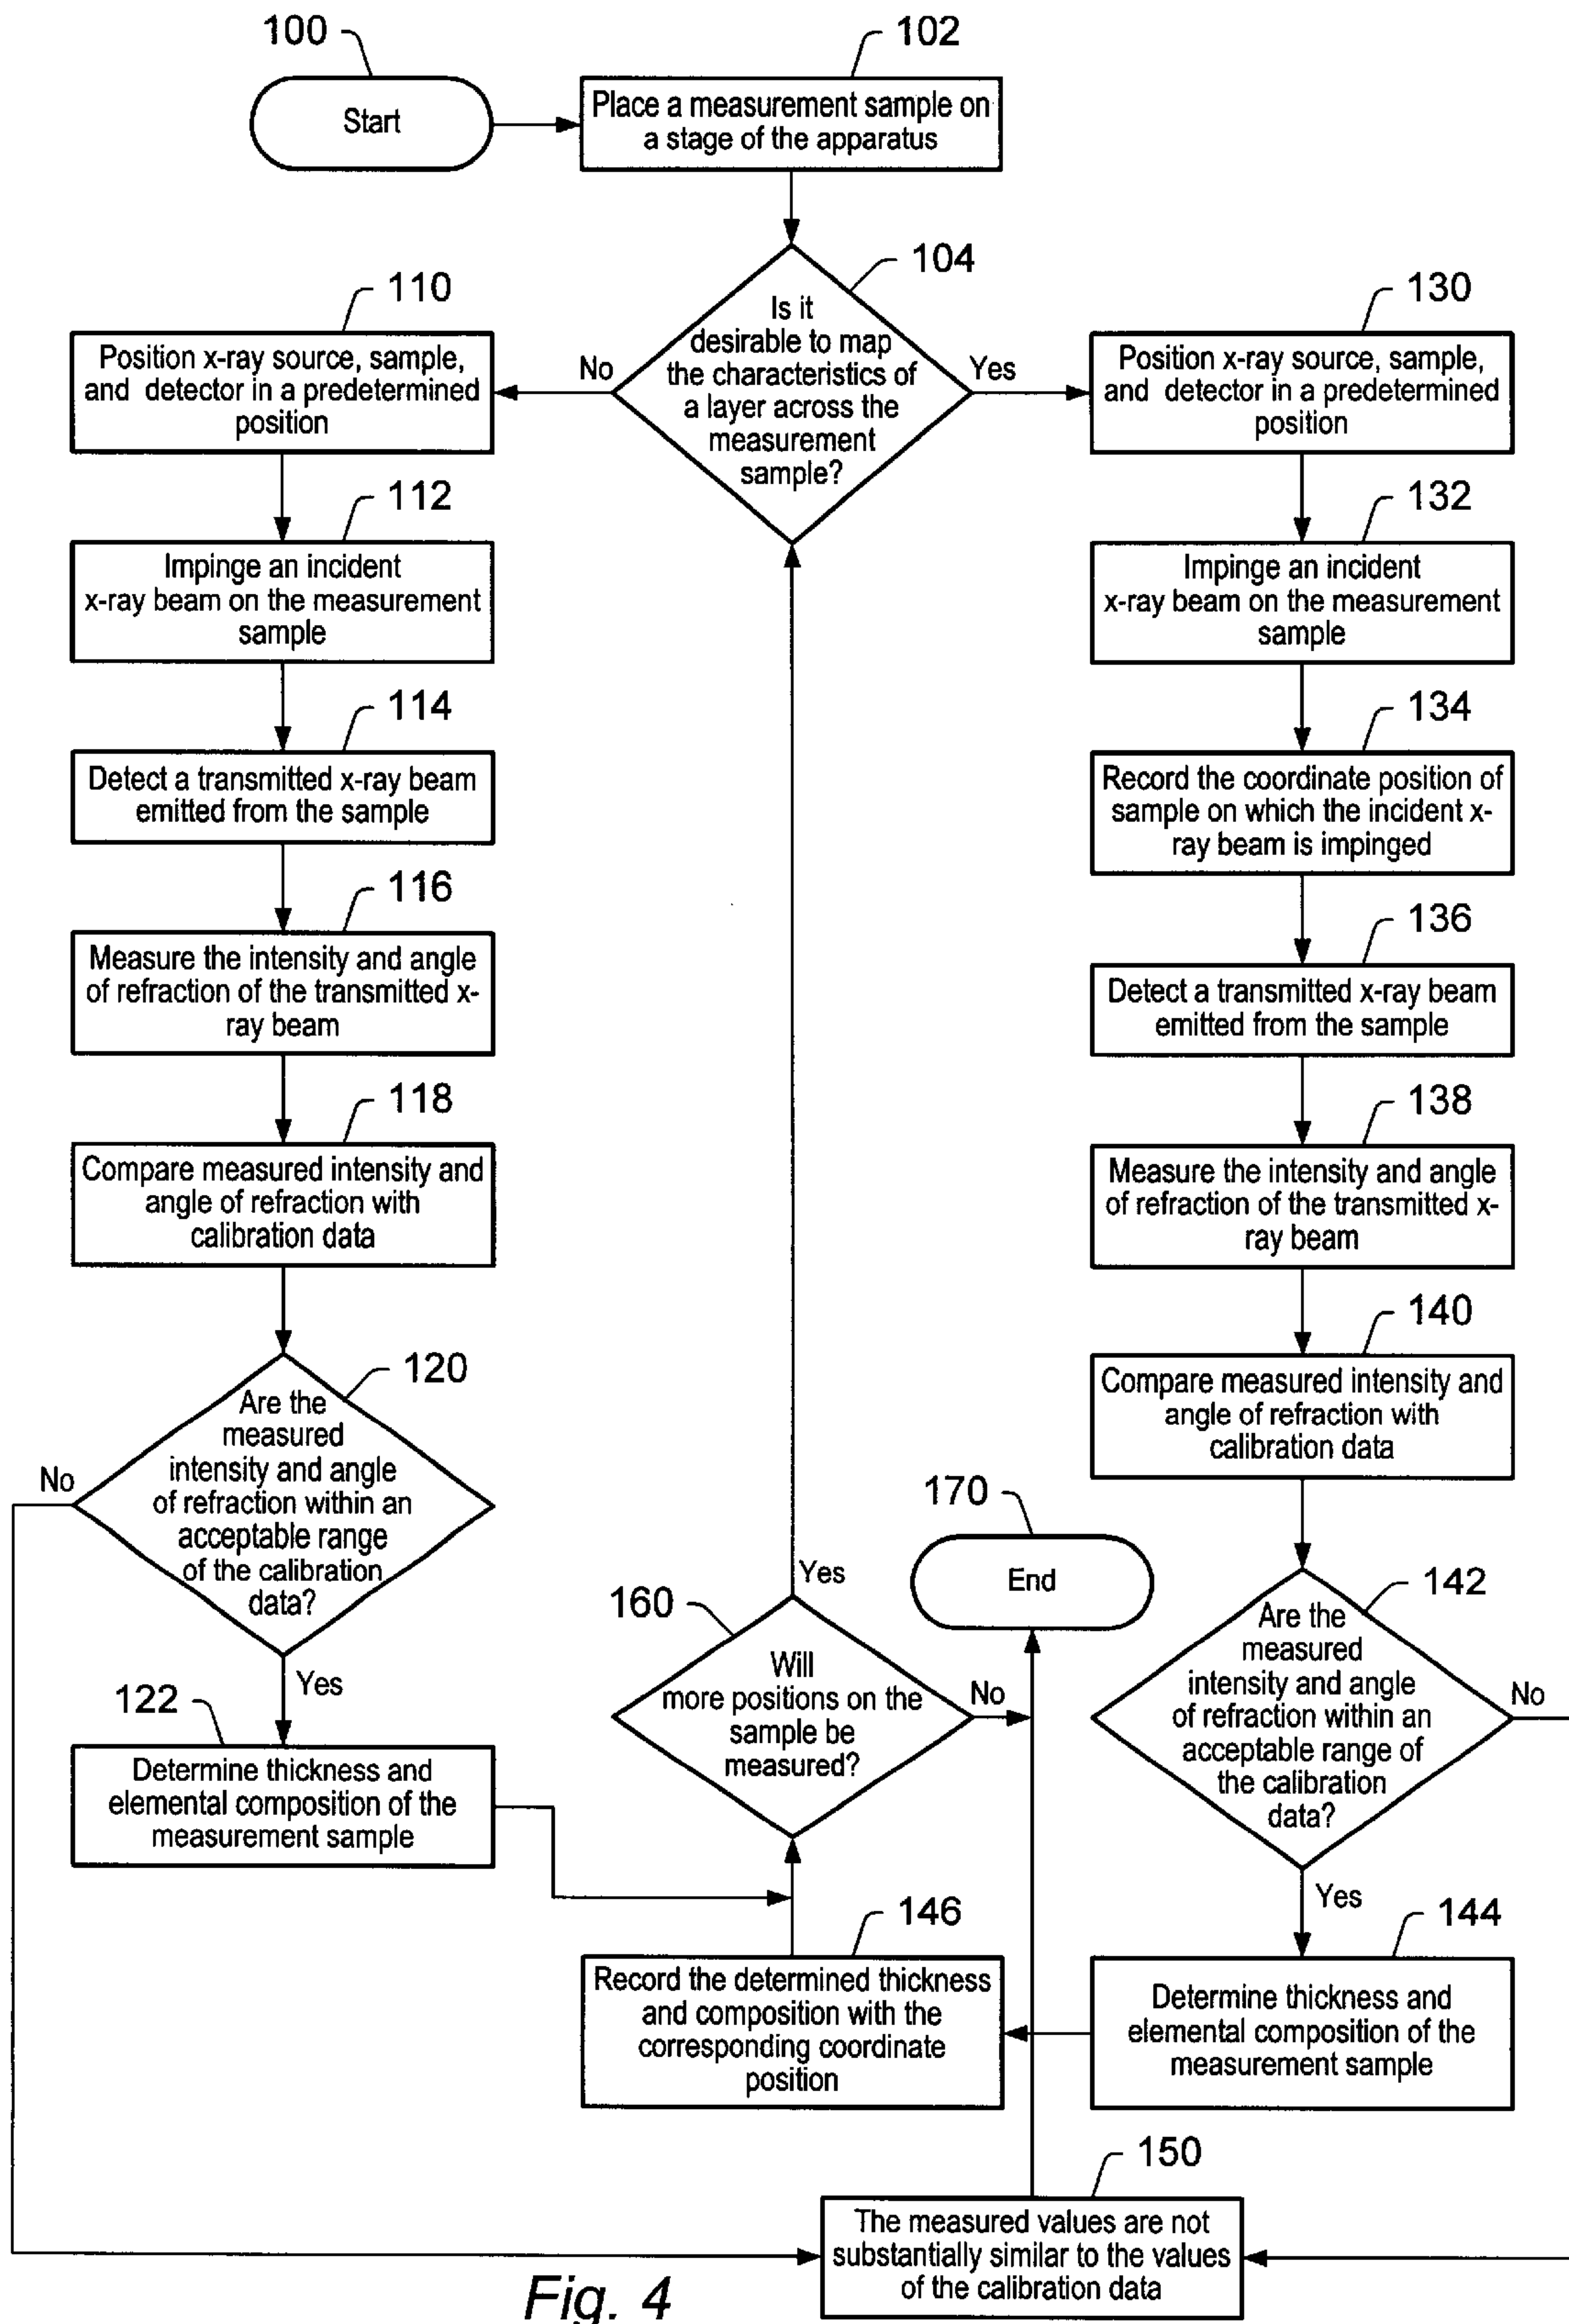 100
Start
102
Place a measurement sample on
a stage of the apparatus
104
Is it
desirable to map
the characteristics of
a layer across the
measurement
sample?
No
Yes
110
Position x-ray source, sample,
and detector in a predetermined
position
112
Impinge an incident
x-ray beam on the measurement
sample
114
Detect a transmitted x-ray beam
emitted from the sample
116
Measure the intensity and angle
of refraction of the transmitted x-
ray beam
118
Compare measured intensity and
angle of refraction with
calibration data
120
Are the
measured
intensity and angle
of refraction within an
acceptable range
of the calibration
data?
No
Yes
122
Determine thickness and
elemental composition of the
measurement sample
130
Position x-ray source, sample,
and detector in a predetermined
position
132
Impinge an incident
x-ray beam on the measurement
sample
134
Record the coordinate position of
sample on which the incident x-
ray beam is impinged
136
Detect a transmitted x-ray beam
emitted from the sample
138
Measure the intensity and angle
of refraction of the transmitted x-
ray beam
140
Compare measured intensity and
angle of refraction with
calibration data
142
Are the
measured
intensity and angle
of refraction within an
acceptable range of
the calibration
data?
No
Yes
144
Determine thickness and
elemental composition of the
measurement sample
146
Record the determined thickness
and composition with the
corresponding coordinate
position
160
Will
more positions on the
sample be
measured?
Yes
No
170
End
150
The measured values are not
substantially similar to the values
of the calibration data
Fig. 4